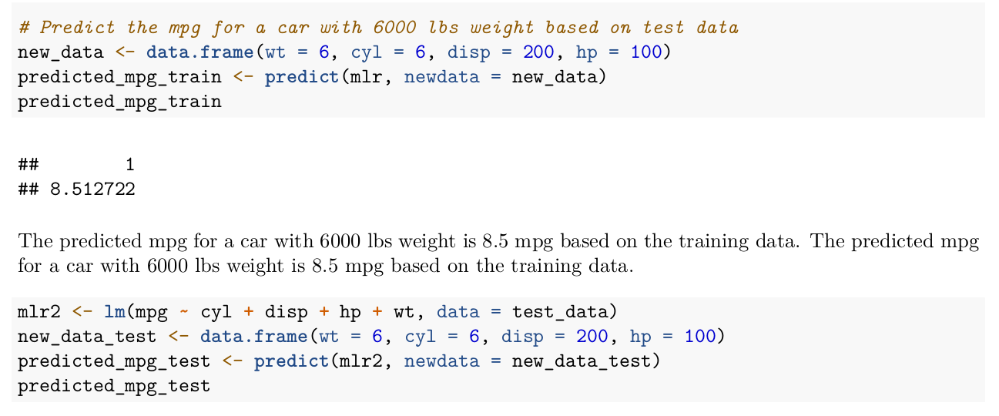 # Predict the mpg for a car with 6000 lbs weight based on test data
new_data <- data.frame(wt = 6, cyl = 6, disp = 200, hp = 100)
predicted_mpg_train <- predict(mlr, newdata = new_data)
predicted_mpg_train
## 1
## 8.512722
The predicted mpg for a car with 6000 lbs weight is 8.5 mpg based on the training data. The predicted mpg
for a car with 6000 lbs weight is 8.5 mpg based on the training data.
mlr2 <- lm(mpg ~ cyl + disp + hp + wt, data = test_data)
new_data_test <- data.frame(wt = 6, cyl = 6, disp = 200, hp = 100)
predicted_mpg_test <- predict(mlr2, newdata = new_data_test)
predicted_mpg_test